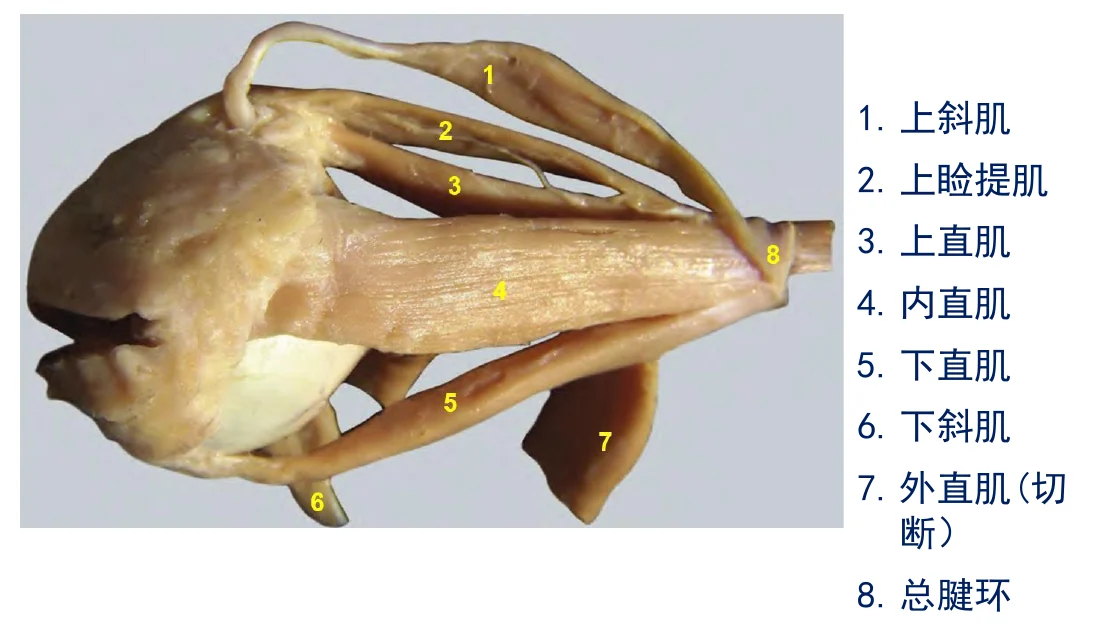 1
2
3
4
5
6
7
8
1. 上斜肌
2. 上睑提肌
3. 上直肌
4. 内直肌
5. 下直肌
6. 下斜肌
7. 外直肌(切
断)
8. 总腱环